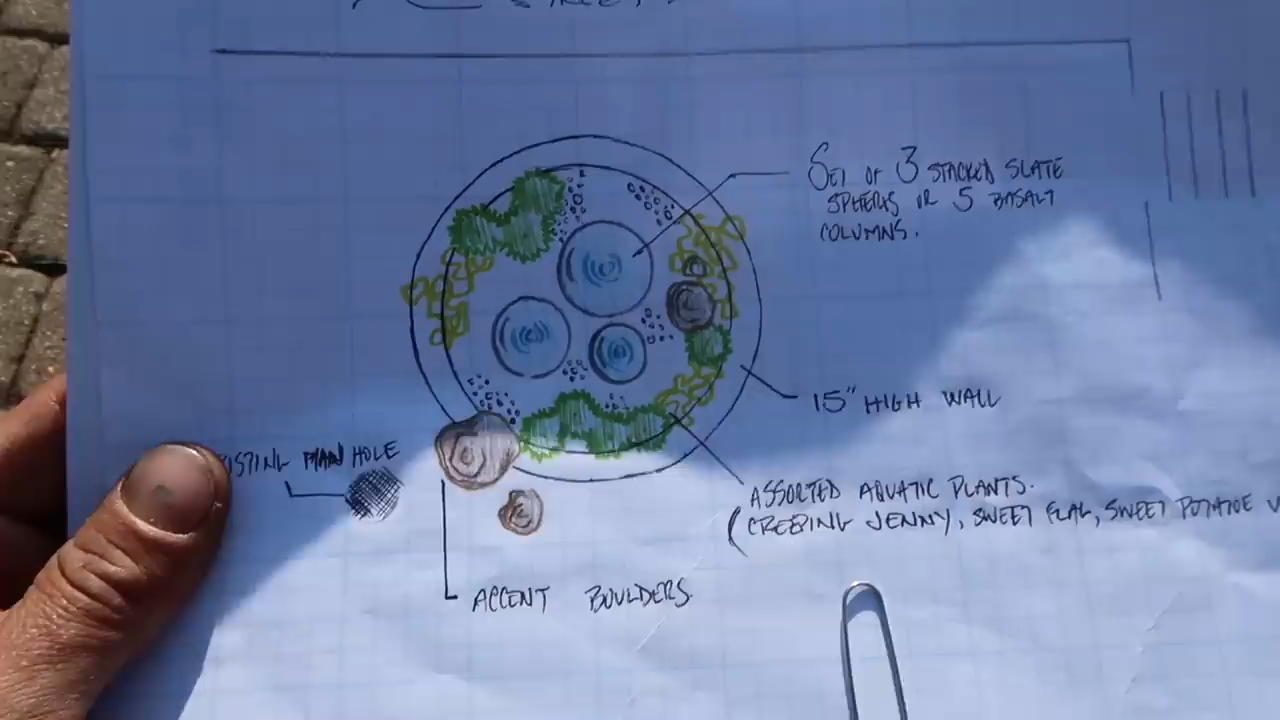 SET OF 3 STACKED SLATE
SPHERES OR 5 BASALT
COLUMNS.
15" HIGH WALL
MAN HOLE
ASSORTED AQUATIC PLANTS.
(CREEPING JENNY, SWEET FLAG, SWEET POTATOE V
ACCENT BOULDERS.